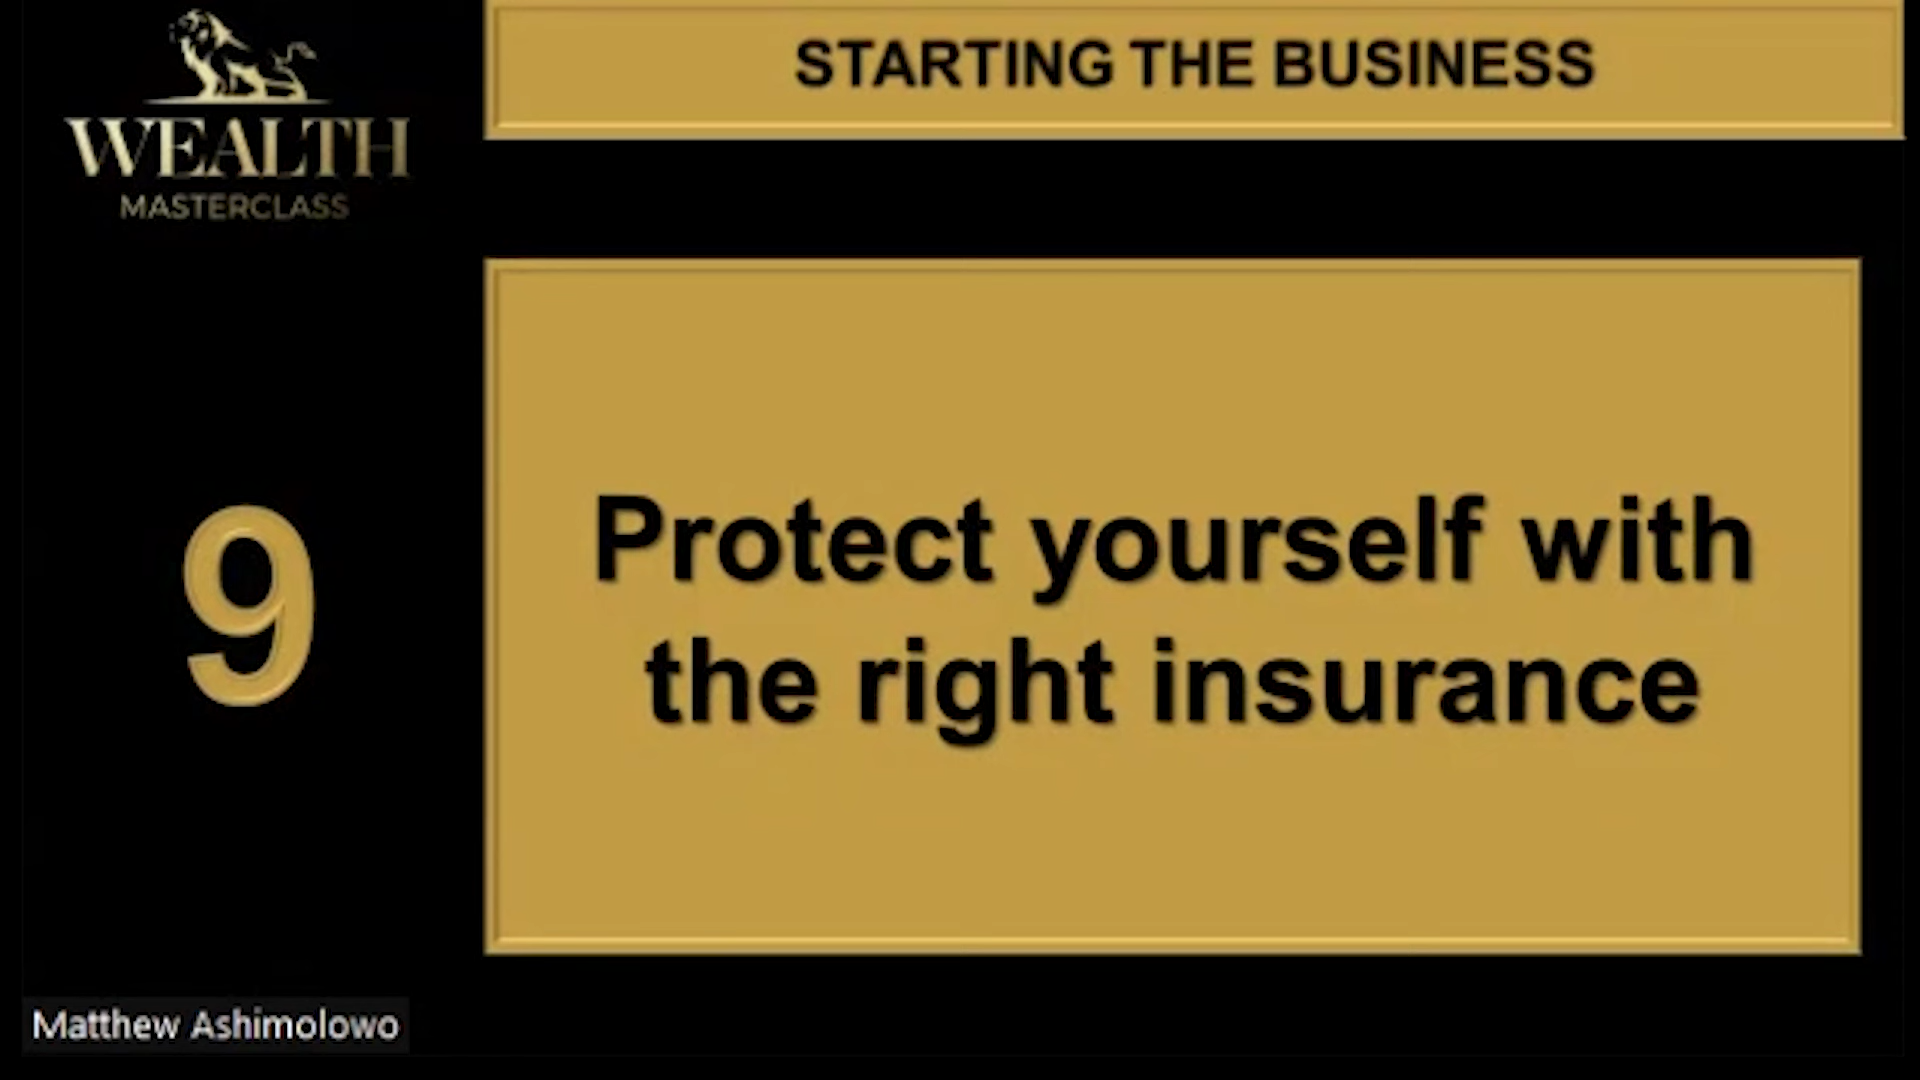 WEALTH
MASTERCLASS
STARTING THE BUSINESS
9
Protect yourself with
the right insurance
Matthew Ashimolowo